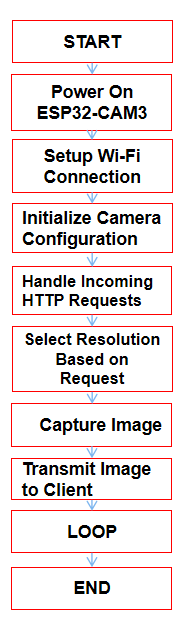 START
Power On
ESP32-CAM3
Setup Wi-Fi
Connection
Initialize Camera
Configuration
Handle Incoming
HTTP Requests
Select Resolution
Based on
Request
Capture Image
Transmit Image
to Client
LOOP
END